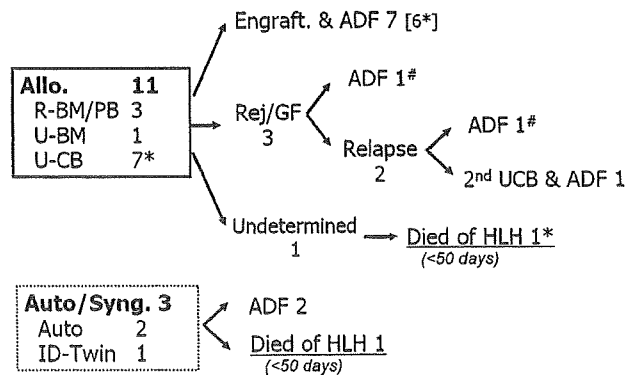 Engraft. & ADF 7 [6*]
Allo. 11
R-BM/PB 3
U-BM 1
U-CB 7*
Rej/GF
3
ADF 1#
Relapse
2
ADF 1#
2nd UCB & ADF 1
Undetermined
1
Died of HLH 1*
(<50 days)
Auto/Syng. 3
Auto 2
ID-Twin 1
ADF 2
Died of HLH 1
(<50 days)